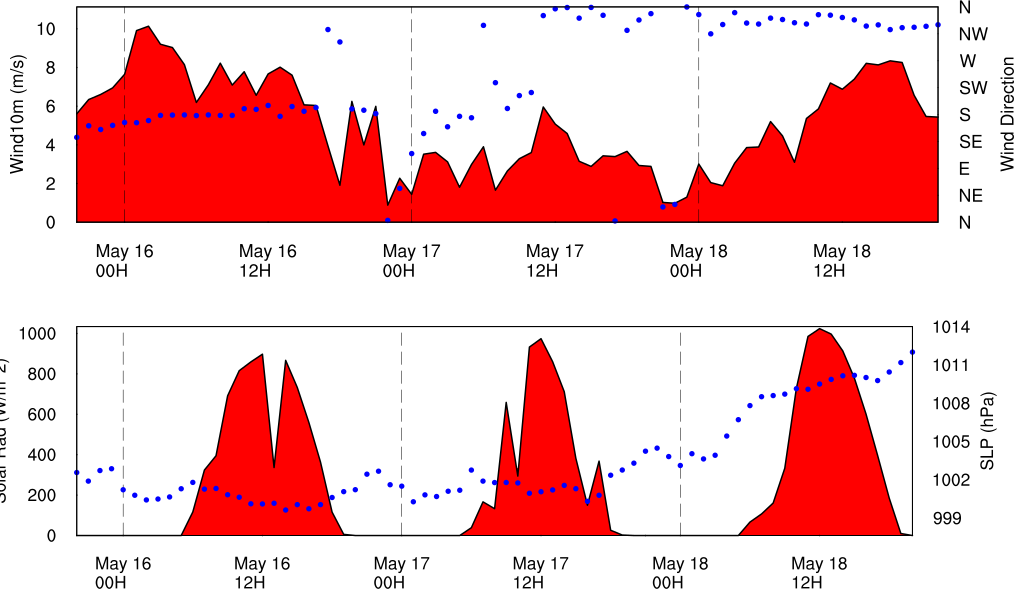 Wind10m (m/s)
10
8
6
4
2
0
N
NW
W
SW
S
SE
E
NE
N
Wind Direction
May 16 May 16 May 17 May 17 May 18 May 18
00H 12H 00H 12H 00H 12H
Solar Rad (W/m^2)
1000
800
600
400
200
0
1014
1011
1008
1005
1002
999
SLP (hPa)
May 16 May 16 May 17 May 17 May 18 May 18
00H 12H 00H 12H 00H 12H